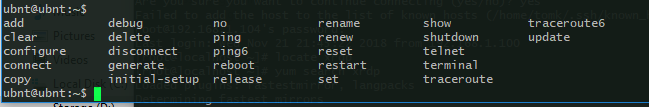 ubnt@ubnt:~$
add debug no rename show traceroute6
clear delete ping renew shutdown update
configure disconnect ping6 reset telnet
connect generate reboot restart terminal
copy initial-setup release set traceroute
ubnt@ubnt:~$